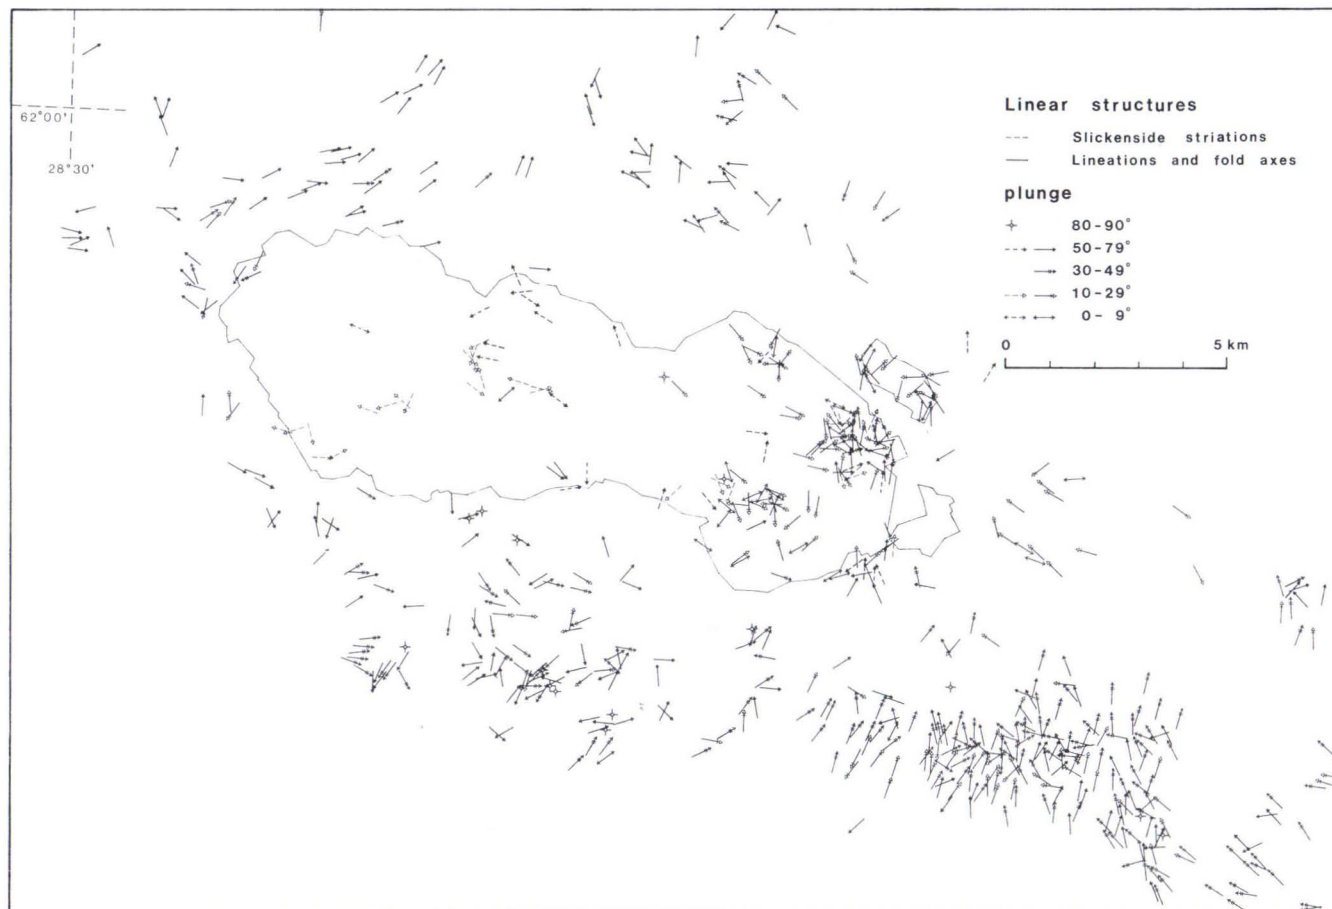 62°00'
28°30'
Linear structures
Slickenside striations
Lineations and fold axes
plunge
80-90°
50-79°
30-49°
10-29°
0-9°
0 5 km